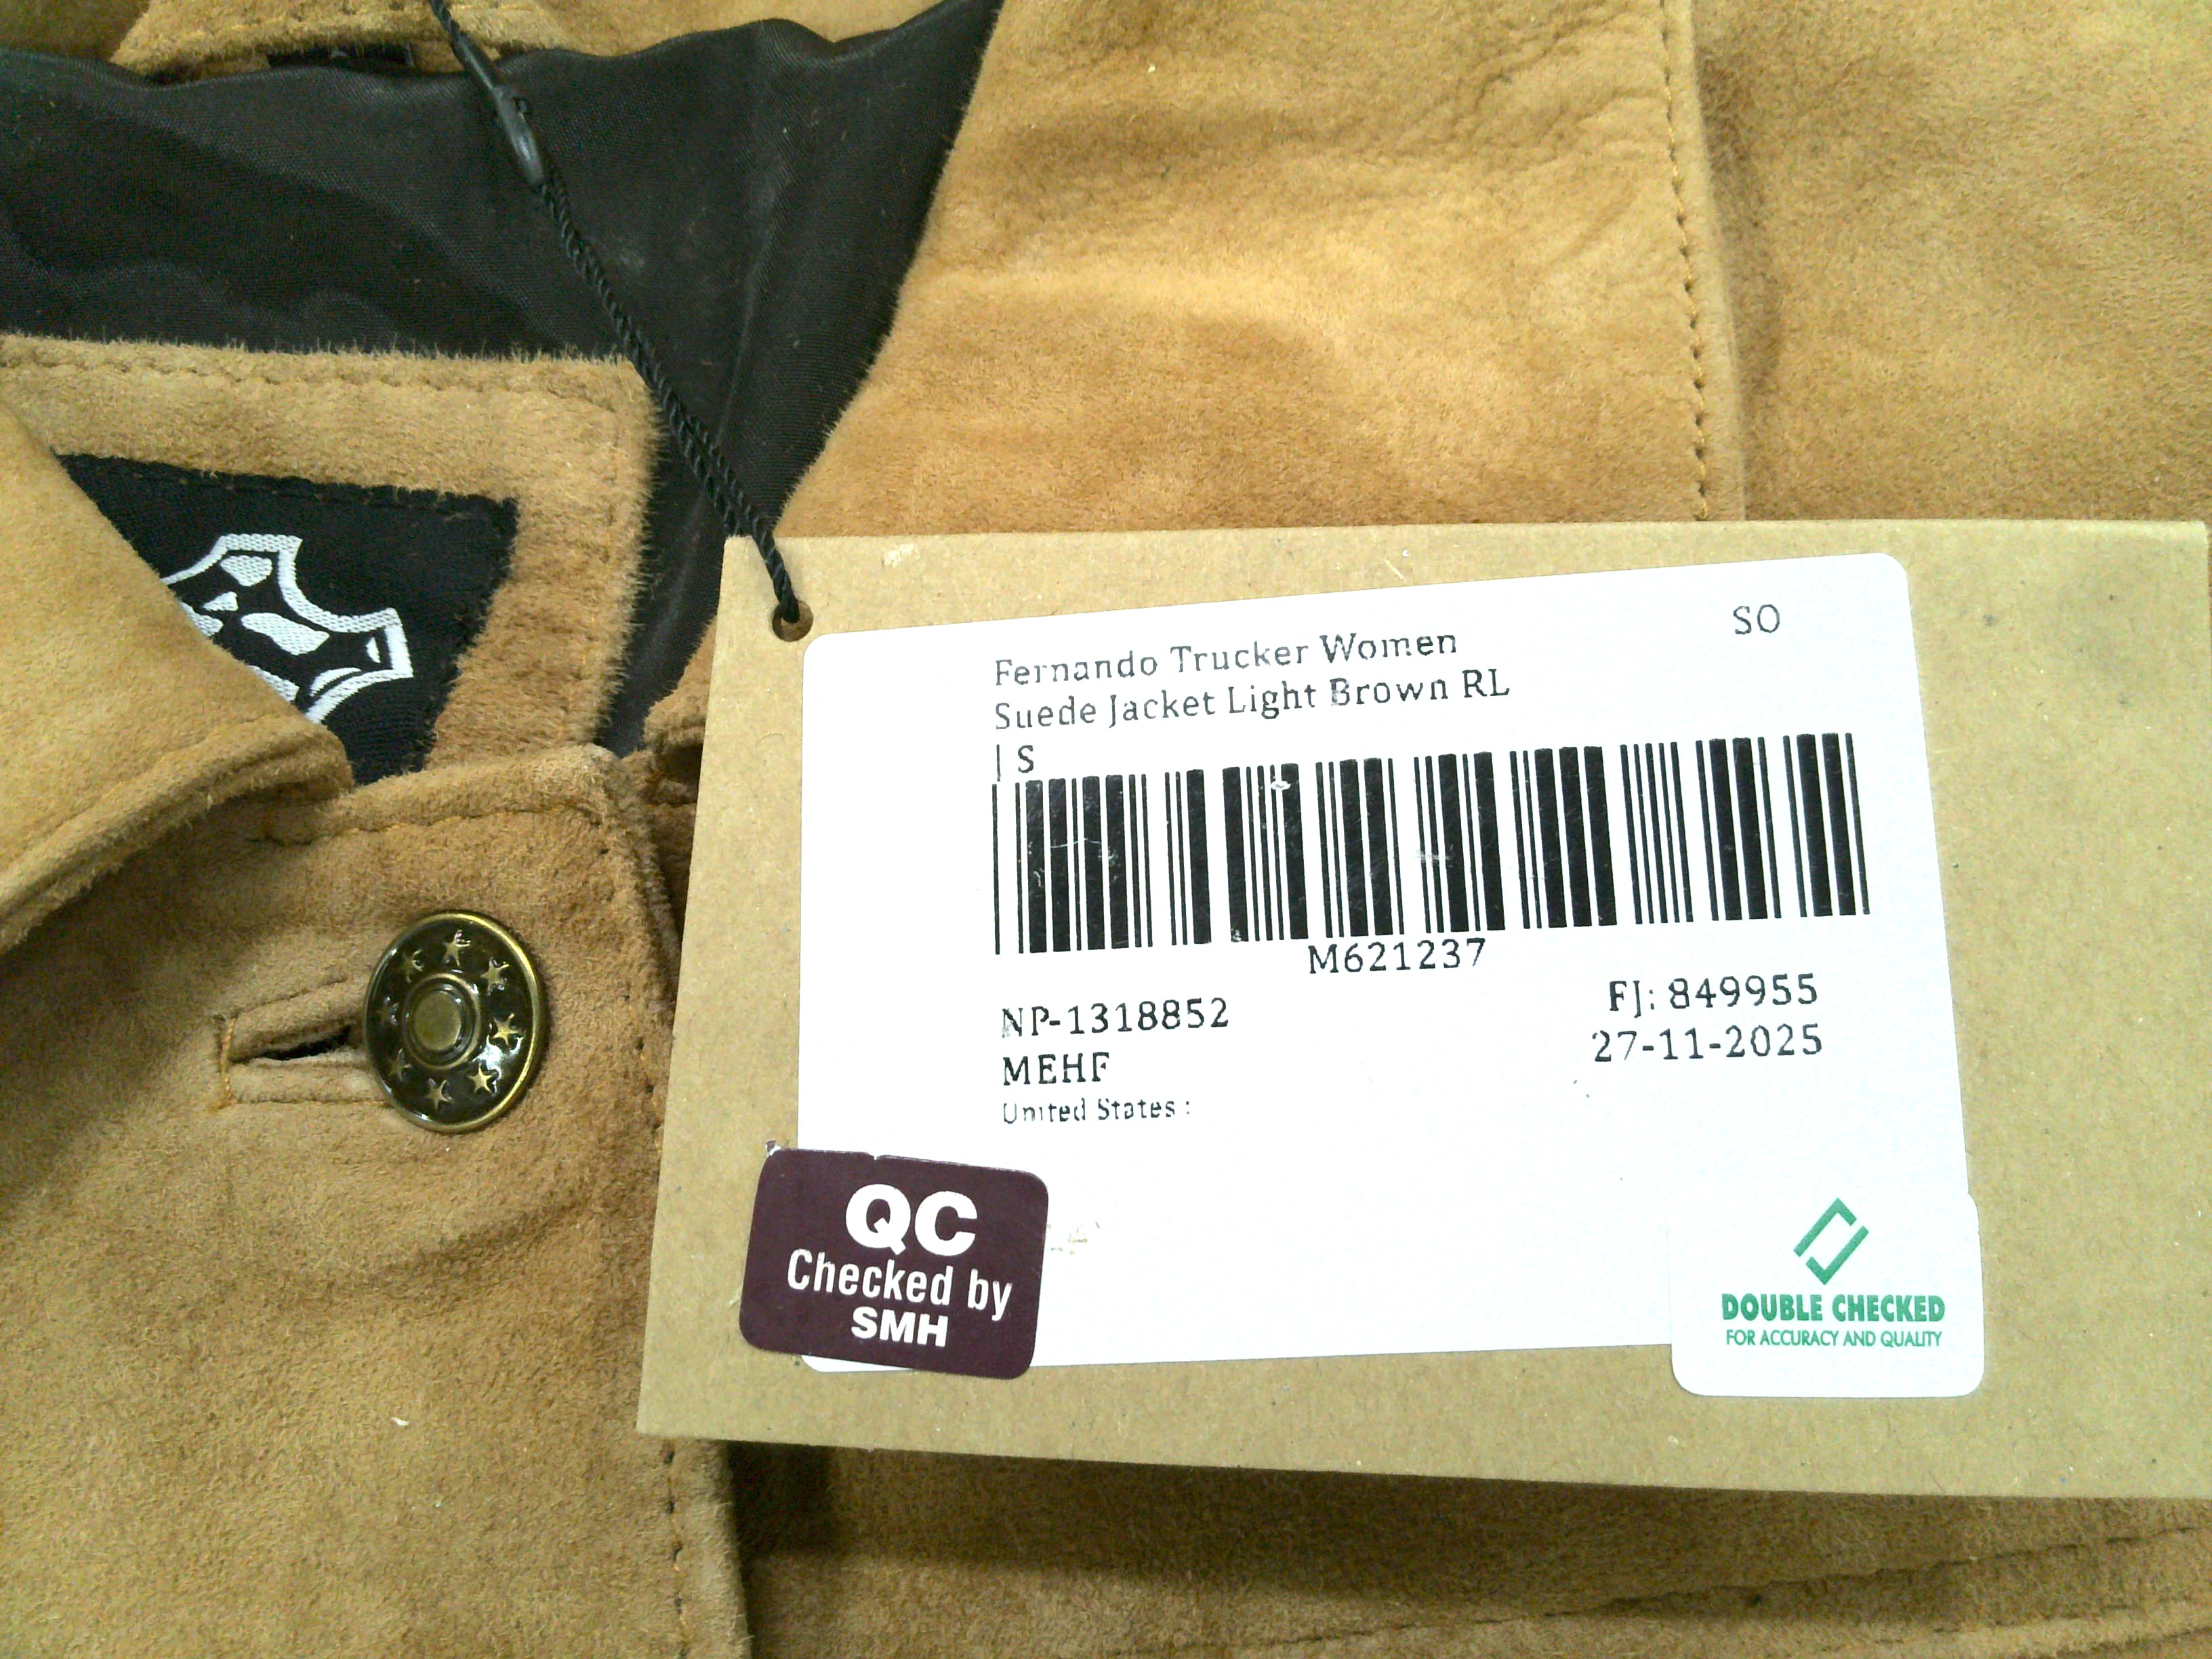 SO
Fernando Trucker Women
Suede Jacket Light Brown RL
| S
M621237
NP-1318852
FJ: 849955
MEHF
27-11-2025
United States :
QC
Checked by
SMH
DOUBLE CHECKED
FOR ACCURACY AND QUALITY